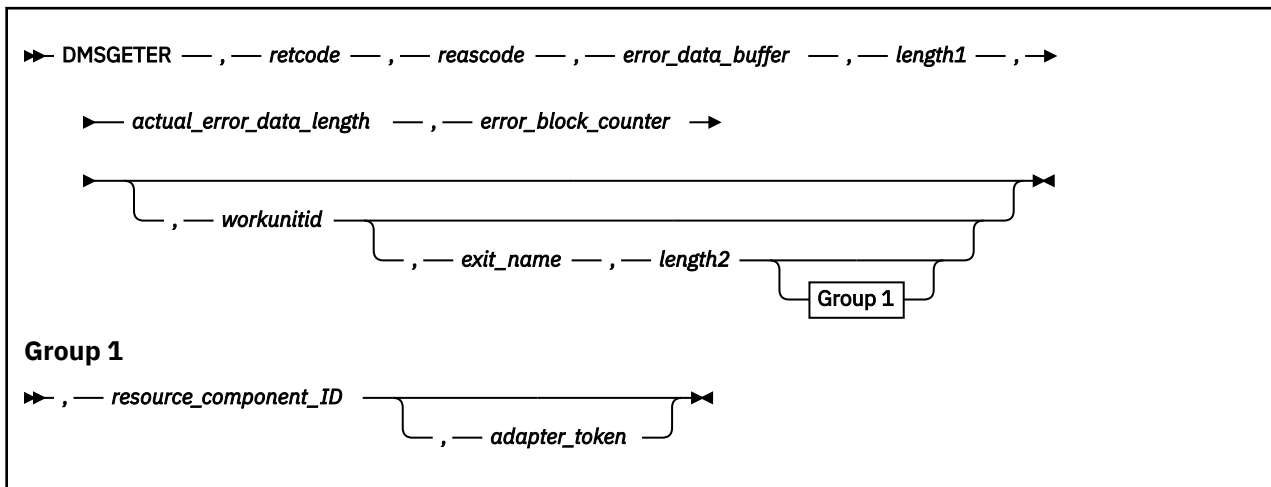 DMSGETER , retcode , reascode , error_data_buffer , length1 ,
actual_error_data_length , error_block_counter
, workunitid
, exit_name , length2
Group 1
Group 1
, resource_component_ID
, adapter_token